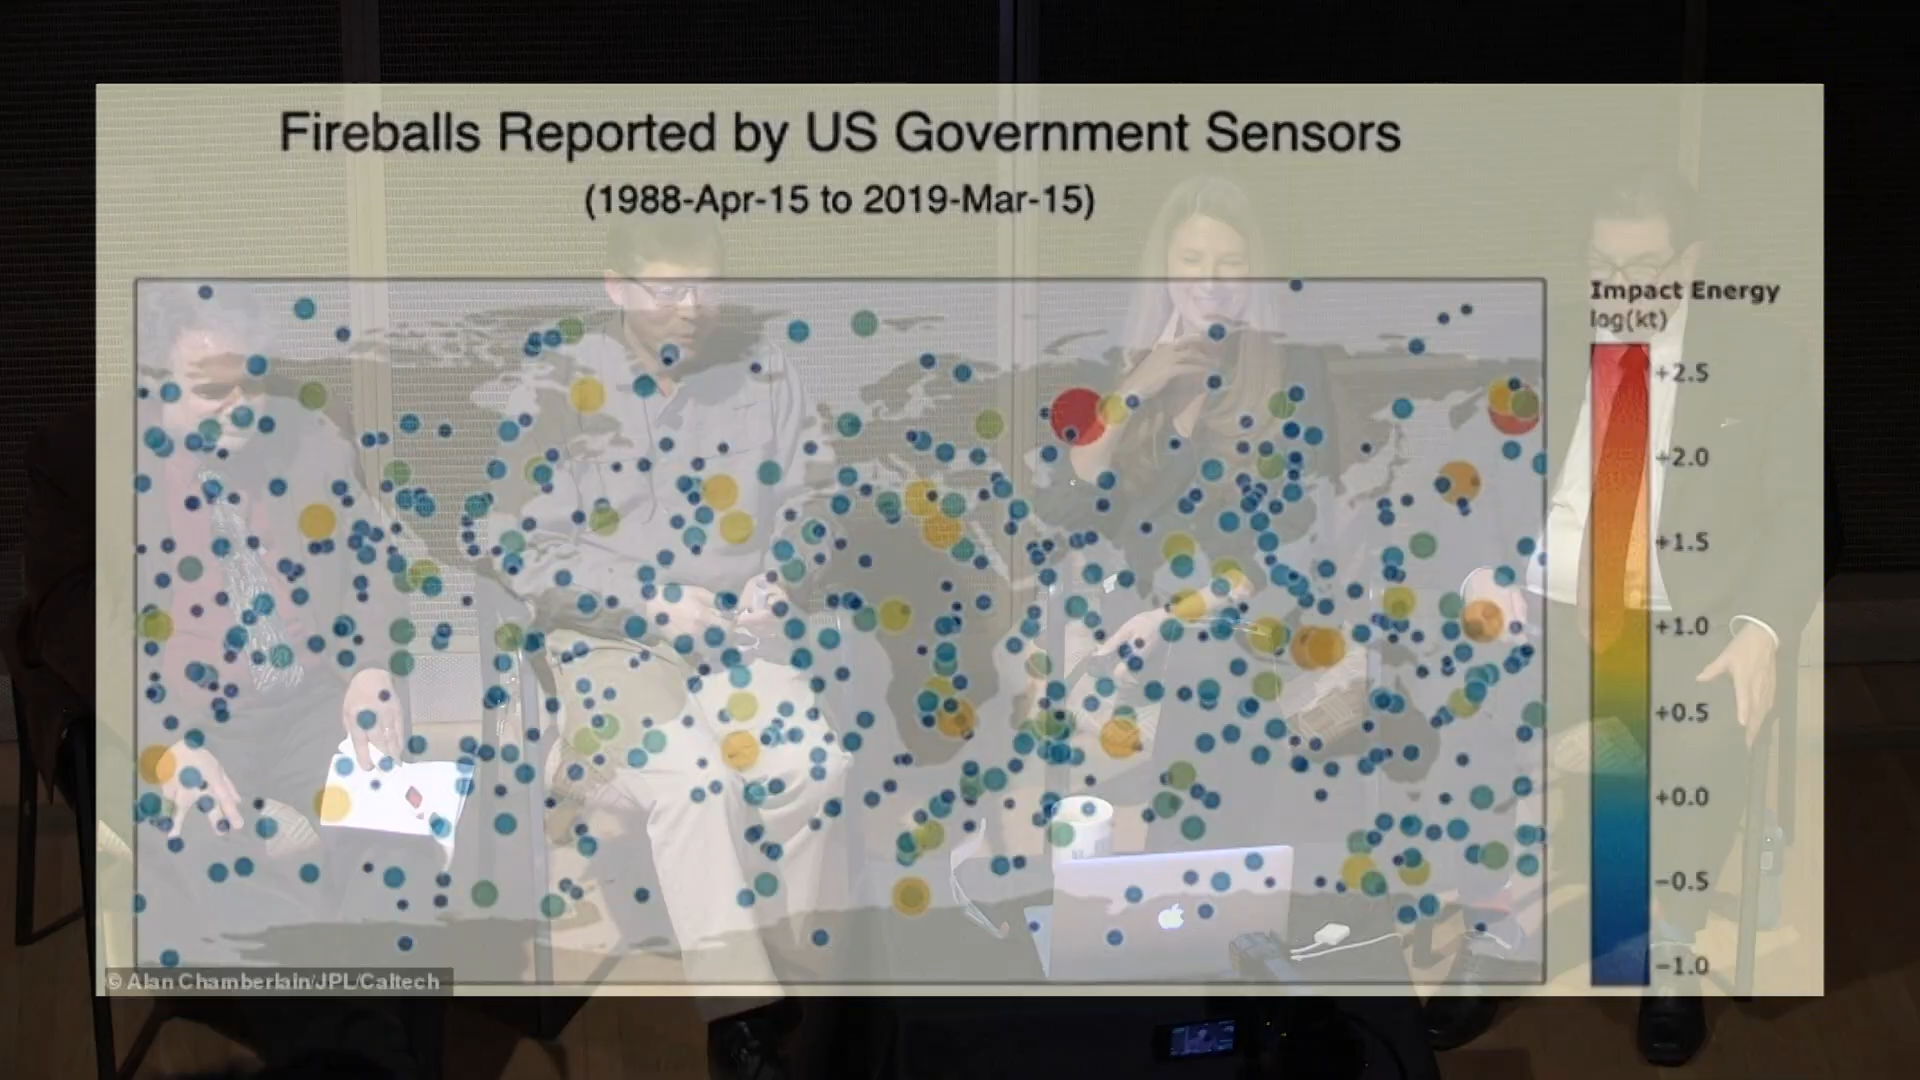 Fireballs Reported by US Government Sensors
(1988-Apr-15 to 2019-Mar-15)
Impact Energy
log(kt)
+2.5
+2.0
+1.5
+1.0
+0.5
+0.0
−0.5
−1.0
© Alan Chamberlain/JPL/Caltech